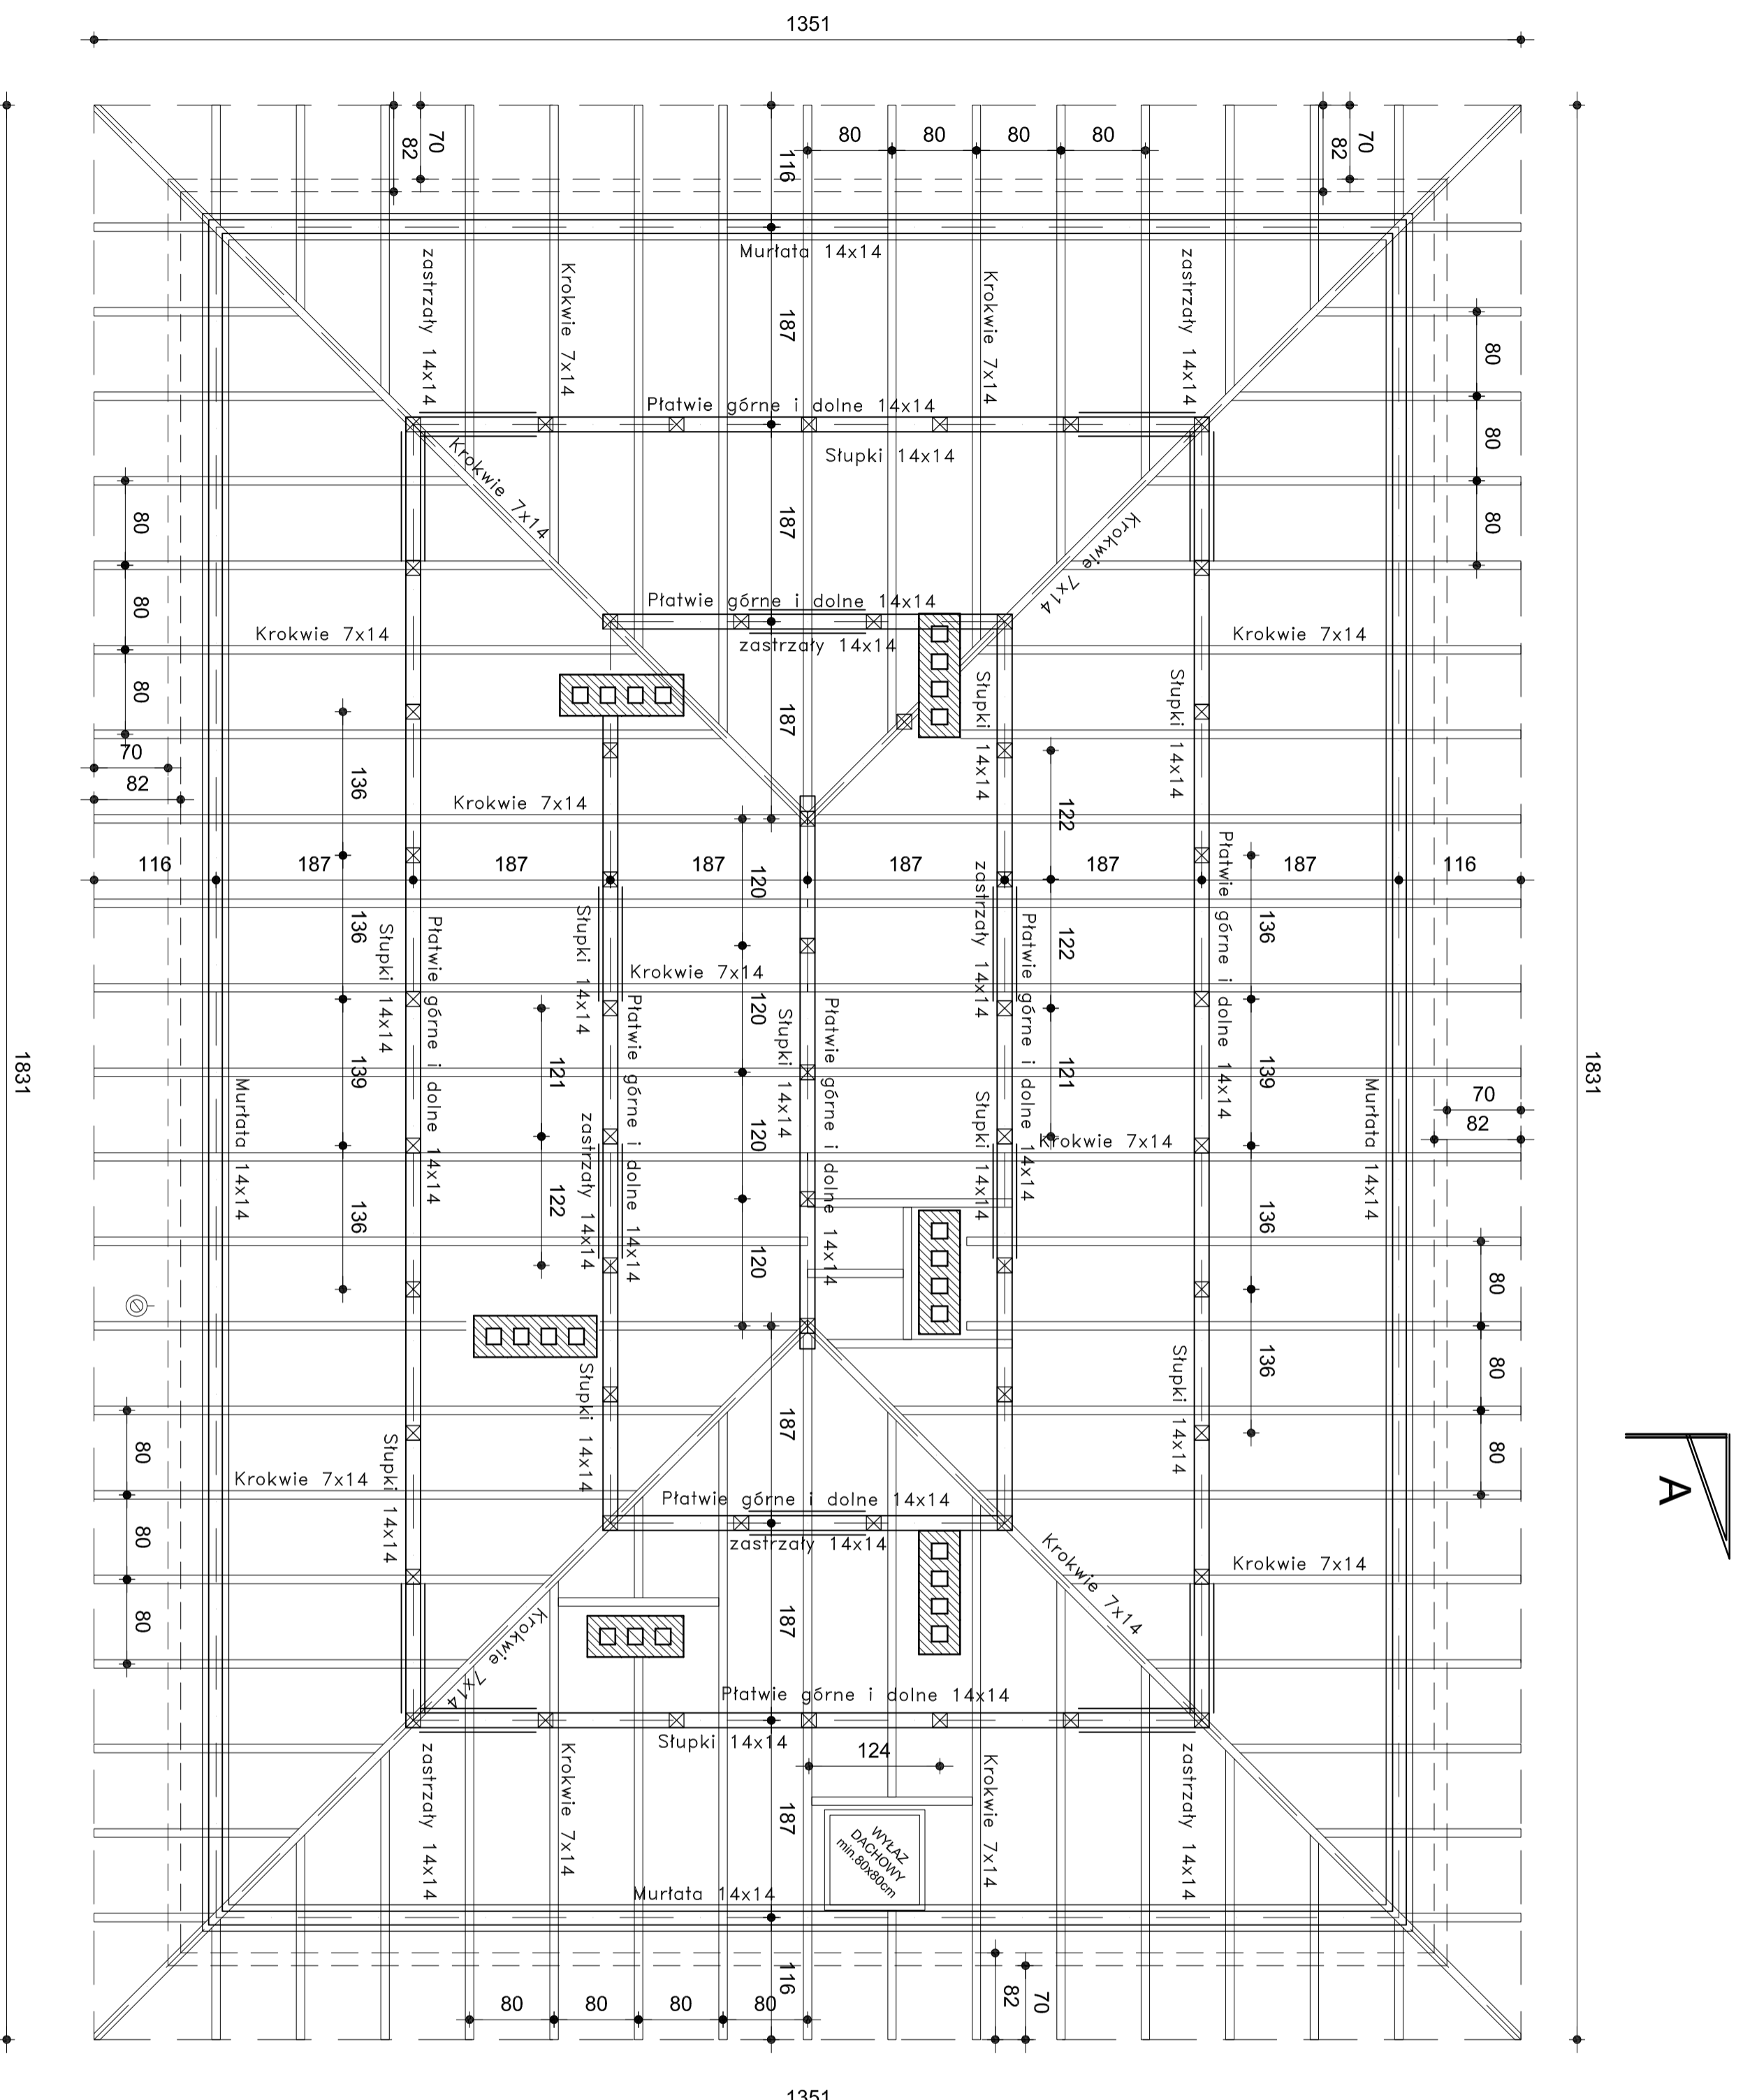 1351
80
80
80
80
116
70
82
70
82
Murłata 14x14
zastrzały 14x14
Krokwie 7x14
Krokwie 7x14
zastrzały 14x14
187
80
80
80
Płatwie górne i dolne 14x14
Słupki 14x14
Krokwie 7x14
Krokwie 7x14
187
80
80
80
Płatwie górne i dolne 14x14
zastrzały 14x14
Krokwie 7x14
Krokwie 7x14
187
Słupki 14x14
Słupki 14x14
70
82
136
122
Krokwie 7x14
116
187
187
187
187
187
187
116
120
136
136
122
Słupki 14x14
Płatwie górne i dolne 14x14
Słupki 14x14
zastrzały 14x14
Płatwie górne i dolne 14x14
Płatwie górne i dolne 14x14
Krokwie 7x14
120
Słupki 14x14
Płatwie górne i dolne 14x14
Płatwie górne i dolne 14x14
1831
1831
139
121
121
139
Murłata 14x14
Murłata 14x14
70
82
120
Słupki 14x14
Krokwie 7x14
zastrzały 14x14
122
136
136
120
80
80
80
136
Słupki 14x14
Słupki 14x14
187
Słupki 14x14
80
80
80
Krokwie 7x14
A
Płatwie górne i dolne 14x14
zastrzały 14x14
Krokwie 7x14
Krokwie 7x14
Krokwie 7x14
187
Płatwie górne i dolne 14x14
Słupki 14x14
124
zastrzały 14x14
Krokwie 7x14
Krokwie 7x14
zastrzały 14x14
187
WYŁAZ
DACHOWY
min.80x80cm
Murłata 14x14
116
80
80
80
80
82
70
1351